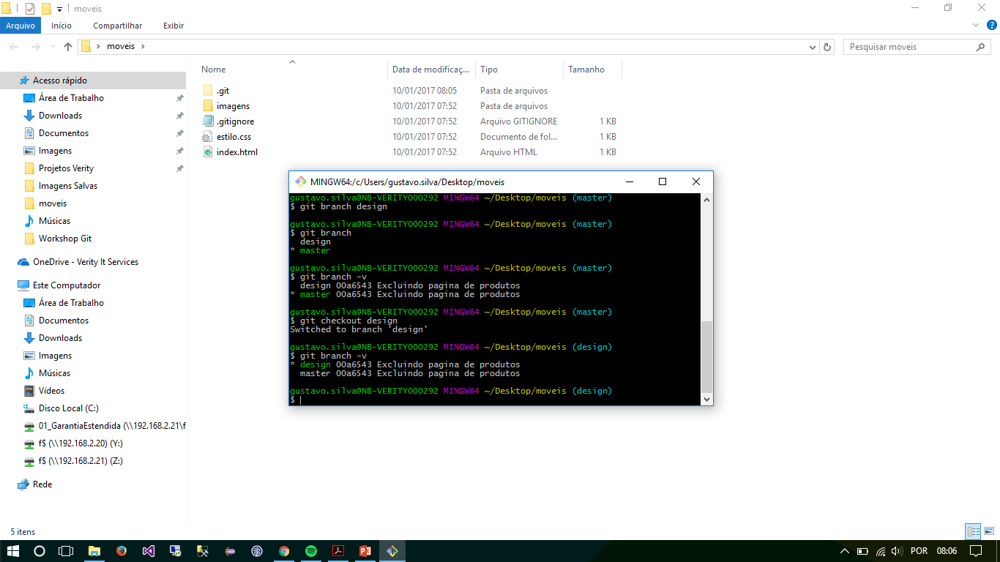 moveis
Arquivo Início Compartilhar Exibir
moveis
Pesquisar moveis
Nome Data de modificaç... Tipo Tamanho
.git 10/01/2017 08:05 Pasta de arquivos
imagens 10/01/2017 07:52 Pasta de arquivos
.gitignore 10/01/2017 07:52 Arquivo GITIGNORE 1 KB
estilo.css 10/01/2017 07:52 Documento de fol... 1 KB
index.html 10/01/2017 07:52 Arquivo HTML 1 KB
Acesso rápido
Área de Trabalho
Downloads
Documentos
Imagens
Projetos Verity
Imagens Salvas
moveis
Músicas
Workshop Git
OneDrive - Verity It Services
Este Computador
Área de Trabalho
Documentos
Downloads
Imagens
Músicas
Vídeos
Disco Local (C:)
01_GarantiaEstendida (\\192.168.2.21\f
f$ (\\192.168.2.20) (Y:)
f$ (\\192.168.2.21) (Z:)
Rede
MINGW64:/c/Users/gustavo.silva/Desktop/moveis
gustavo.silva@NB-VERITY000292 MINGW64 ~/Desktop/moveis (master)
$ git branch design
gustavo.silva@NB-VERITY000292 MINGW64 ~/Desktop/moveis (master)
$ git branch
design
* master
gustavo.silva@NB-VERITY000292 MINGW64 ~/Desktop/moveis (master)
$ git branch -v
design 00a6543 Excluindo pagina de produtos
* master 00a6543 Excluindo pagina de produtos
gustavo.silva@NB-VERITY000292 MINGW64 ~/Desktop/moveis (master)
$ git checkout design
Switched to branch 'design'
gustavo.silva@NB-VERITY000292 MINGW64 ~/Desktop/moveis (design)
$ git branch -v
* design 00a6543 Excluindo pagina de produtos
master 00a6543 Excluindo pagina de produtos
gustavo.silva@NB-VERITY000292 MINGW64 ~/Desktop/moveis (design)
$
5 itens
POR 08:06